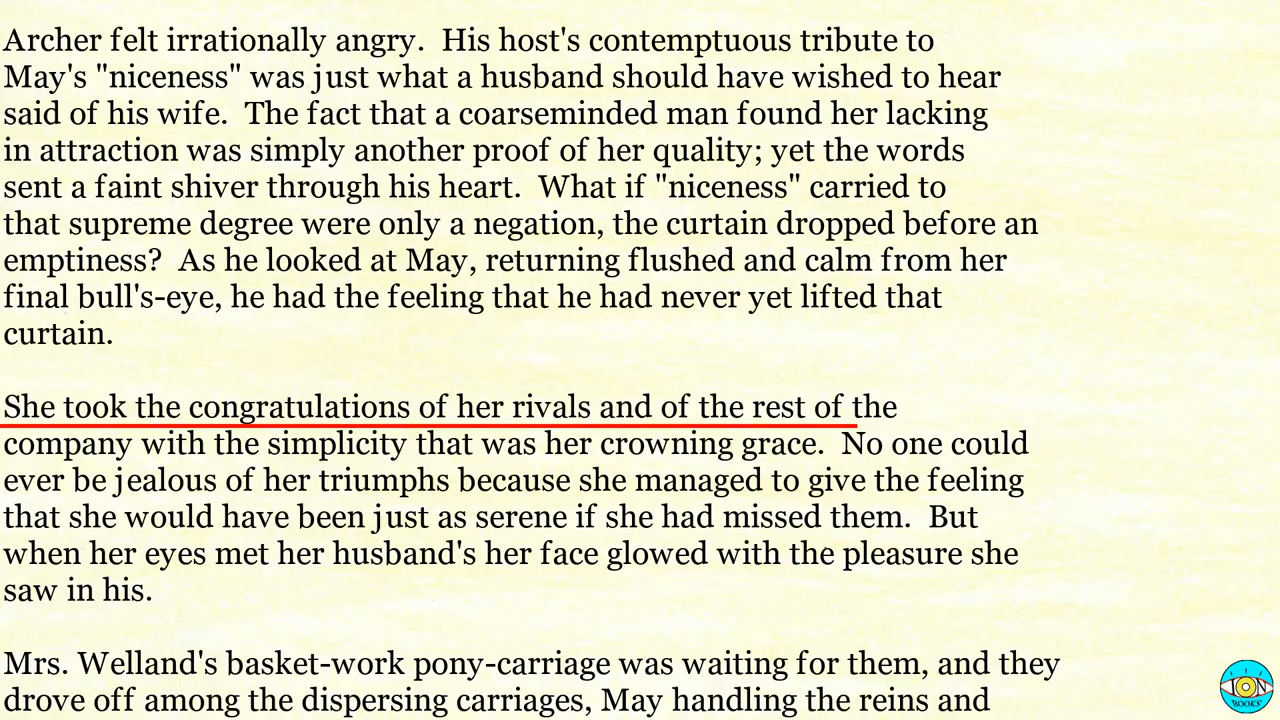 Archer felt irrationally angry.  His host's contemptuous tribute to
May's "niceness" was just what a husband should have wished to hear
said of his wife.  The fact that a coarseminded man found her lacking
in attraction was simply another proof of her quality; yet the words
sent a faint shiver through his heart.  What if "niceness" carried to
that supreme degree were only a negation, the curtain dropped before an
emptiness?  As he looked at May, returning flushed and calm from her
final bull's-eye, he had the feeling that he had never yet lifted that
curtain.
She took the congratulations of her rivals and of the rest of the
company with the simplicity that was her crowning grace.  No one could
ever be jealous of her triumphs because she managed to give the feeling
that she would have been just as serene if she had missed them.  But
when her eyes met her husband's her face glowed with the pleasure she
saw in his.
Mrs. Welland's basket-work pony-carriage was waiting for them, and they
drove off among the dispersing carriages, May handling the reins and
ION
BOOKS